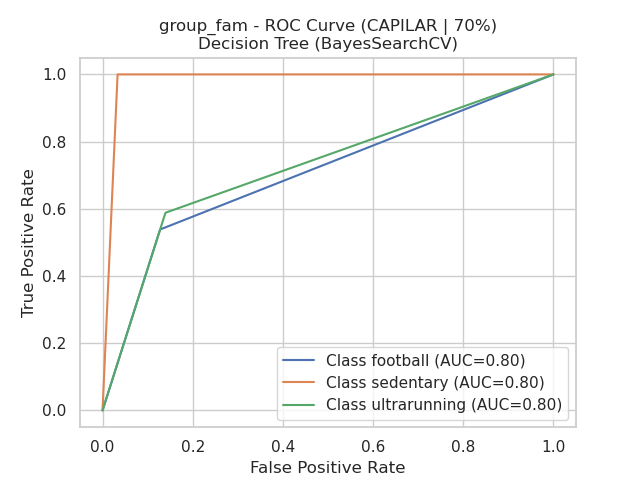 group_fam - ROC Curve (CAPILAR | 70%)
Decision Tree (BayesSearchCV)
True Positive Rate
1.0
0.8
0.6
0.4
0.2
0.0
0.0 0.2 0.4 0.6 0.8 1.0
False Positive Rate
Class football (AUC=0.80)
Class sedentary (AUC=0.80)
Class ultrarunning (AUC=0.80)